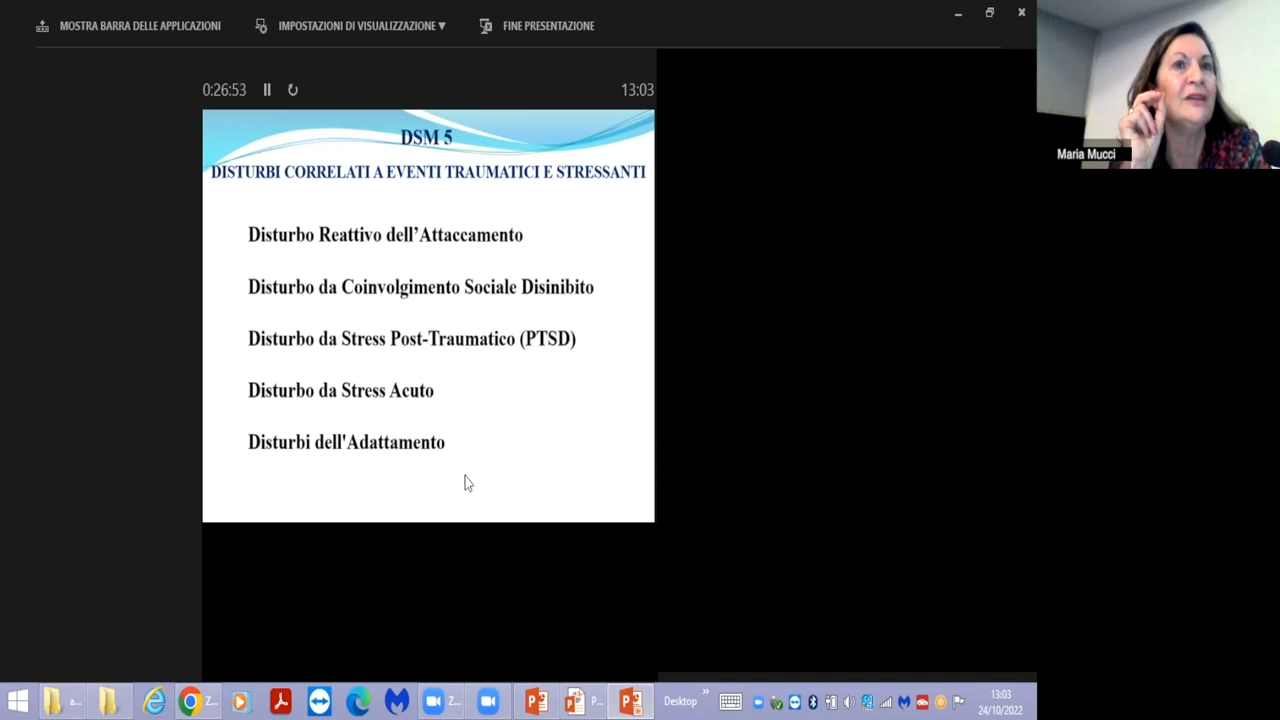 MOSTRA BARRA DELLE APPLICAZIONI
IMPOSTAZIONI DI VISUALIZZAZIONE ▼
FINE PRESENTAZIONE
0:26:53
13:03
DSM 5
DISTURBI CORRELATI A EVENTI TRAUMATICI E STRESSANTI
Disturbo Reattivo dell’Attaccamento
Disturbo da Coinvolgimento Sociale Disinibito
Disturbo da Stress Post-Traumatico (PTSD)
Disturbo da Stress Acuto
Disturbi dell'Adattamento
Maria Mucci
a...
Z...
Z...
P...
Desktop
13:03
24/10/2022